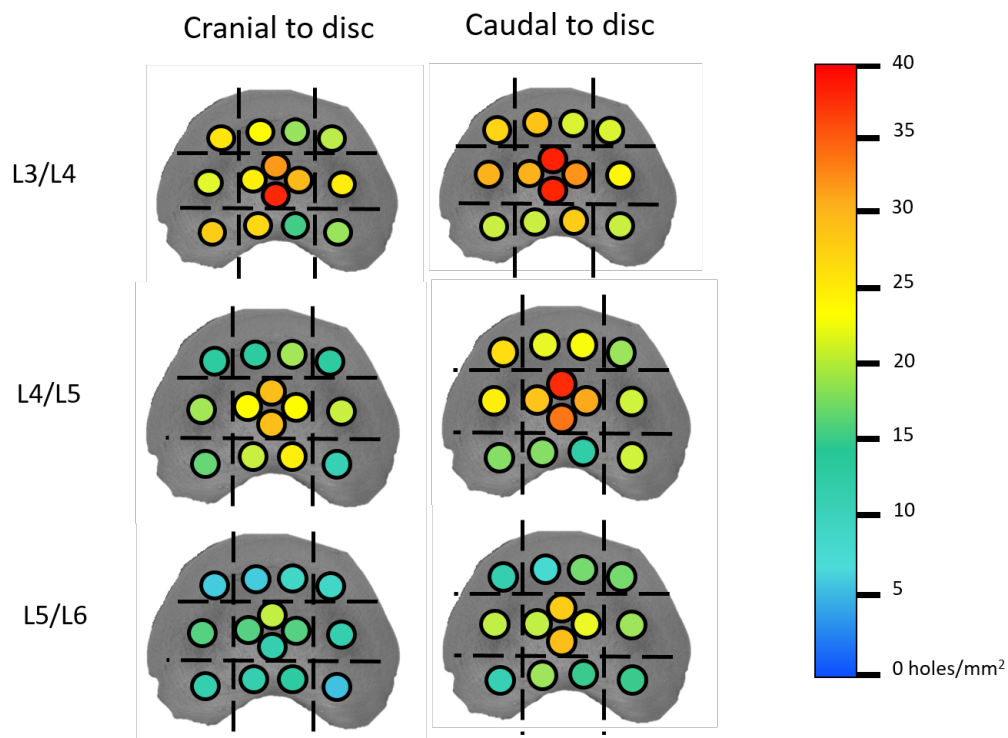 Cranial to disc
Caudal to disc
L3/L4
L4/L5
L5/L6
40
35
30
25
20
15
10
5
0 holes/mm²